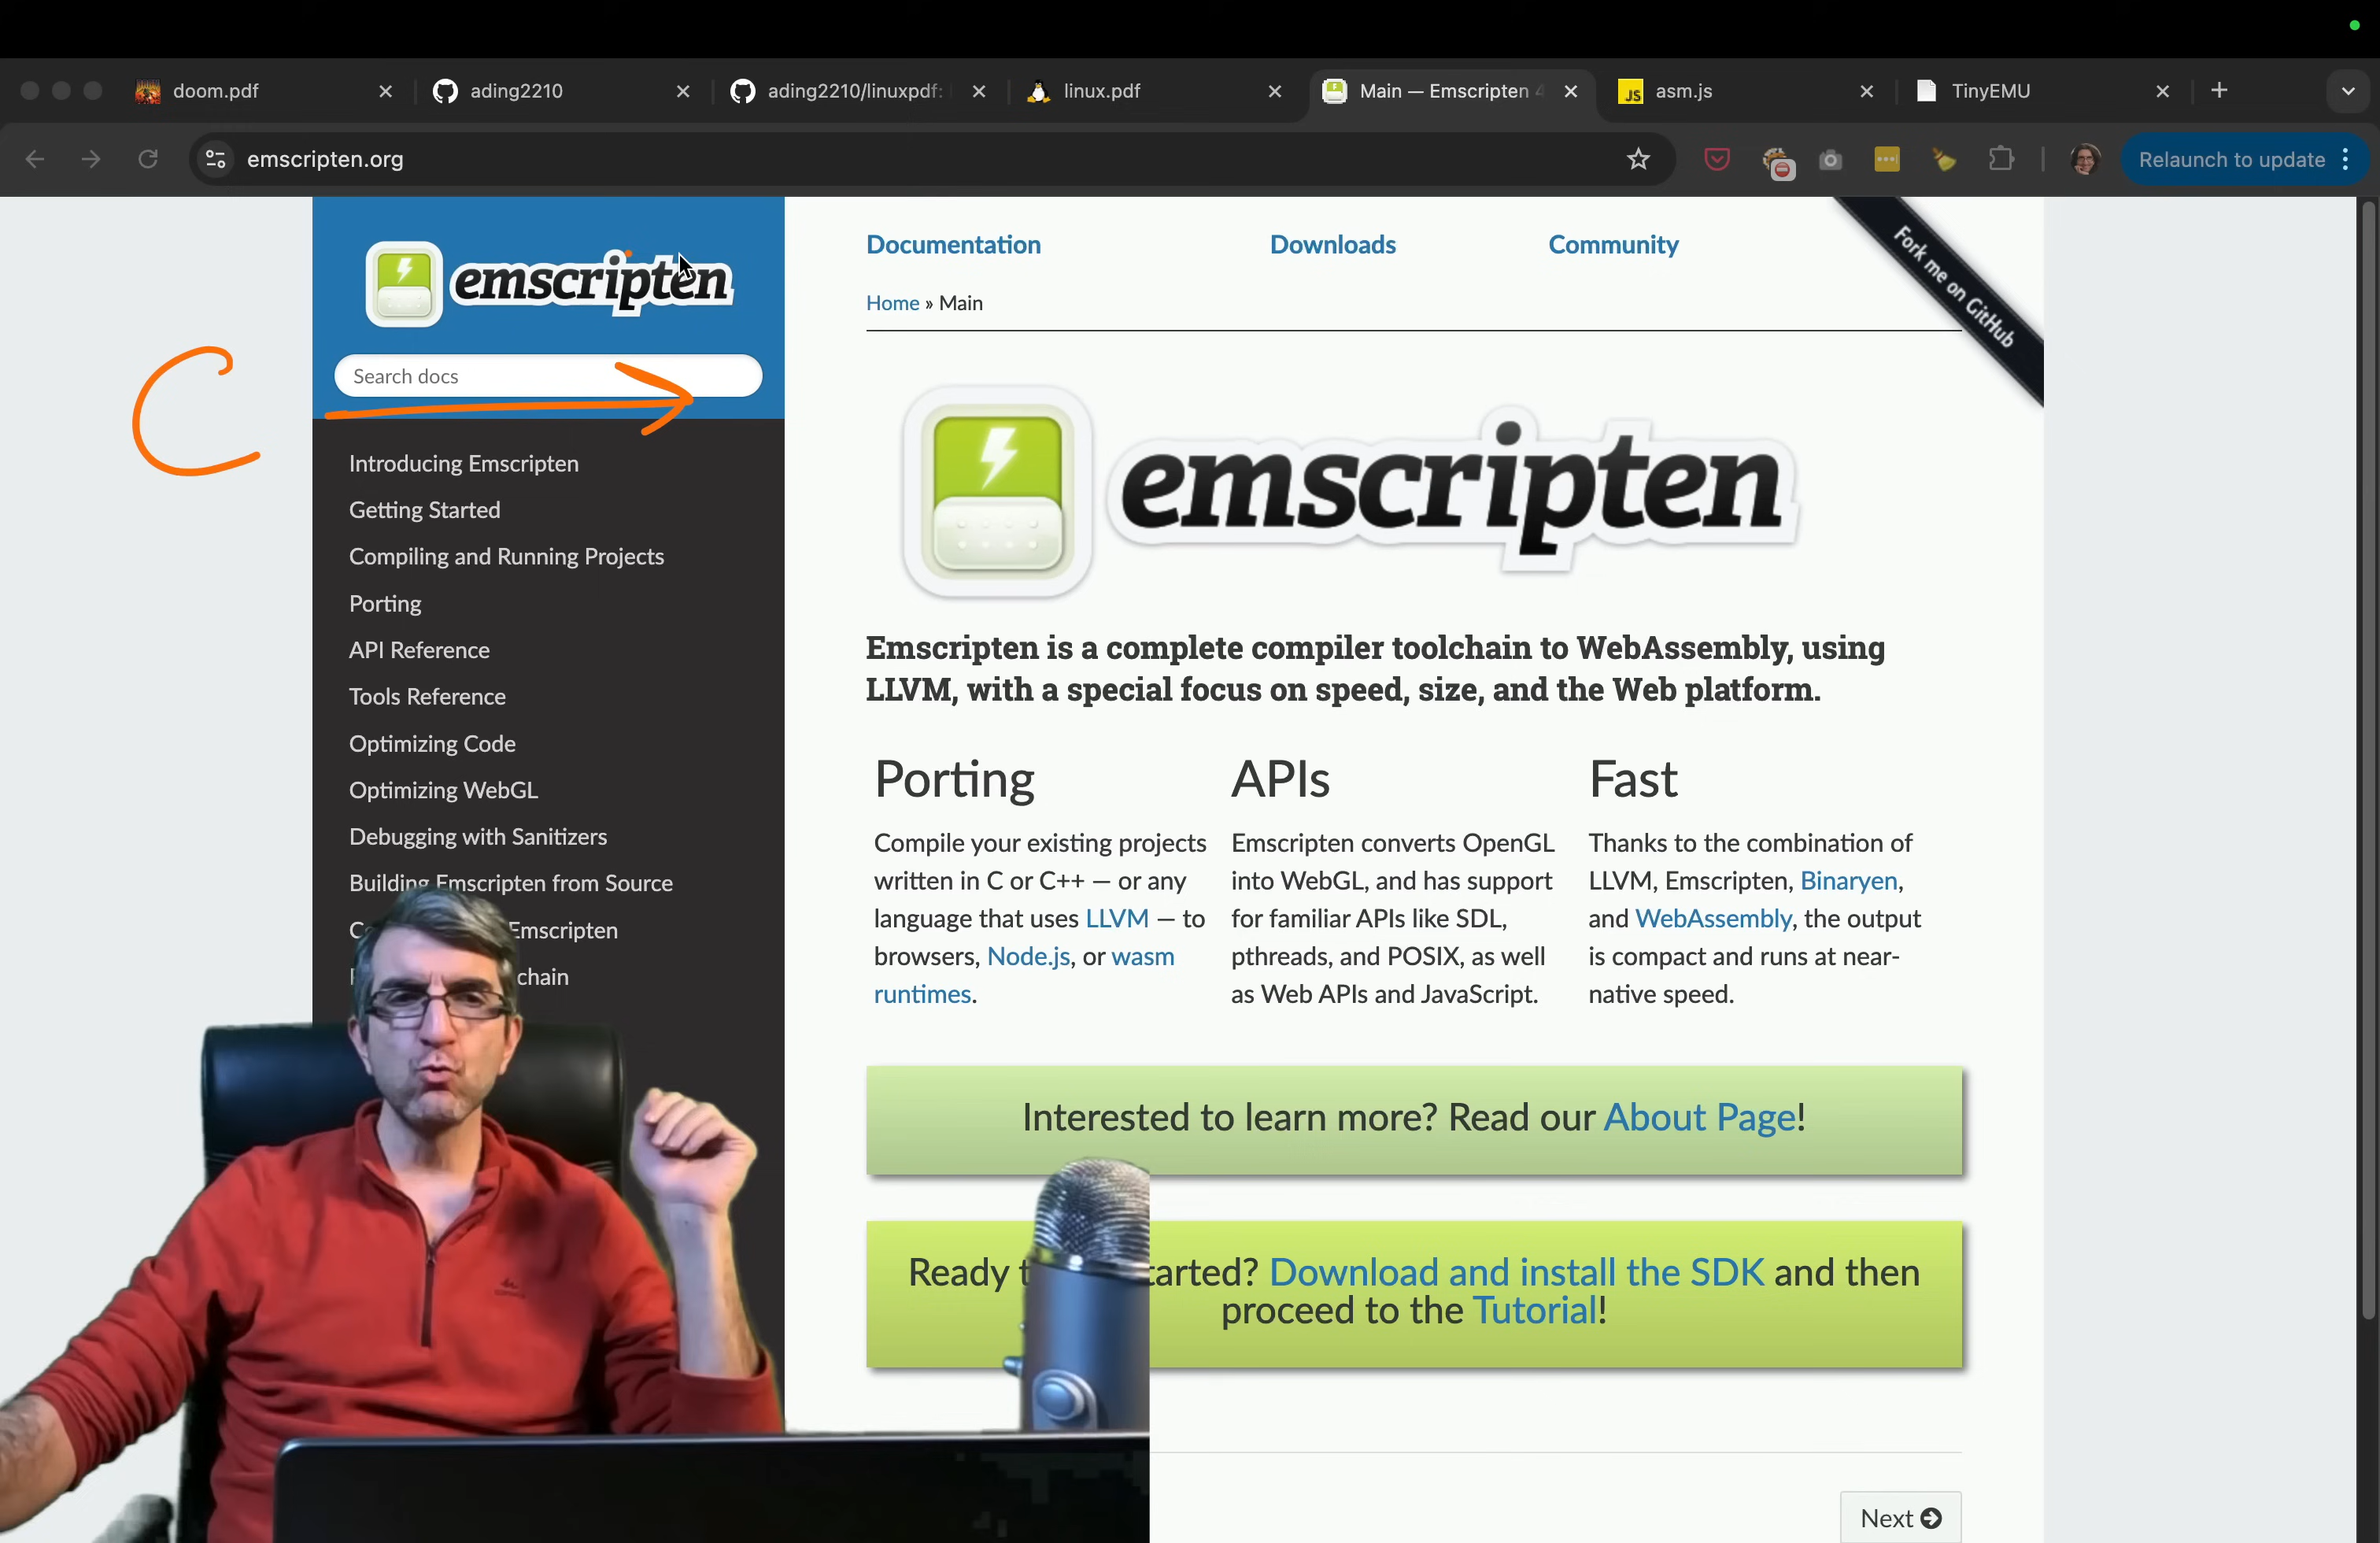 doom.pdf
ading2210
ading2210/linuxpdf:
linux.pdf
Main — Emscripten
asm.js
TinyEMU
emscripten.org
Relaunch to update
emscripten
Search docs
C
Introducing Emscripten
Getting Started
Compiling and Running Projects
Porting
API Reference
Tools Reference
Optimizing Code
Optimizing WebGL
Debugging with Sanitizers
Building Emscripten from Source
Emscripten
chain
Documentation
Downloads
Community
Fork me on GitHub
Home » Main
emscripten
Emscripten is a complete compiler toolchain to WebAssembly, using
LLVM, with a special focus on speed, size, and the Web platform.
Porting
Compile your existing projects
written in C or C++ — or any
language that uses LLVM — to
browsers, Node.js, or wasm
runtimes.
APIs
Emscripten converts OpenGL
into WebGL, and has support
for familiar APIs like SDL,
pthreads, and POSIX, as well
as Web APIs and JavaScript.
Fast
Thanks to the combination of
LLVM, Emscripten, Binaryen,
and WebAssembly, the output
is compact and runs at near-
native speed.
Interested to learn more? Read our About Page!
Ready tarted? Download and install the SDK and then
proceed to the Tutorial!
Next